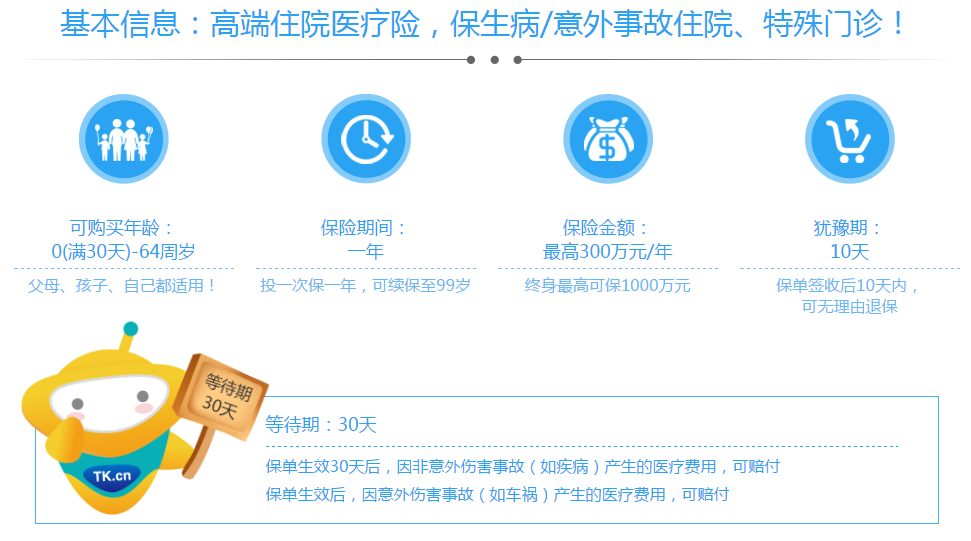 基本信息：高端住院医疗险，保生病/意外事故住院、特殊门诊！
可购买年龄：
0(满30天)-64周岁
父母、孩子、自己都适用！
保险期间：
一年
投一次保一年，可续保至99岁
保险金额：
最高300万元/年
终身最高可保1000万元
犹豫期：
10天
保单签收后10天内，
可无理由退保
等待期
30天
TK.cn
等待期：30天
保单生效30天后，因非意外伤害事故（如疾病）产生的医疗费用，可赔付
保单生效后，因意外伤害事故（如车祸）产生的医疗费用，可赔付